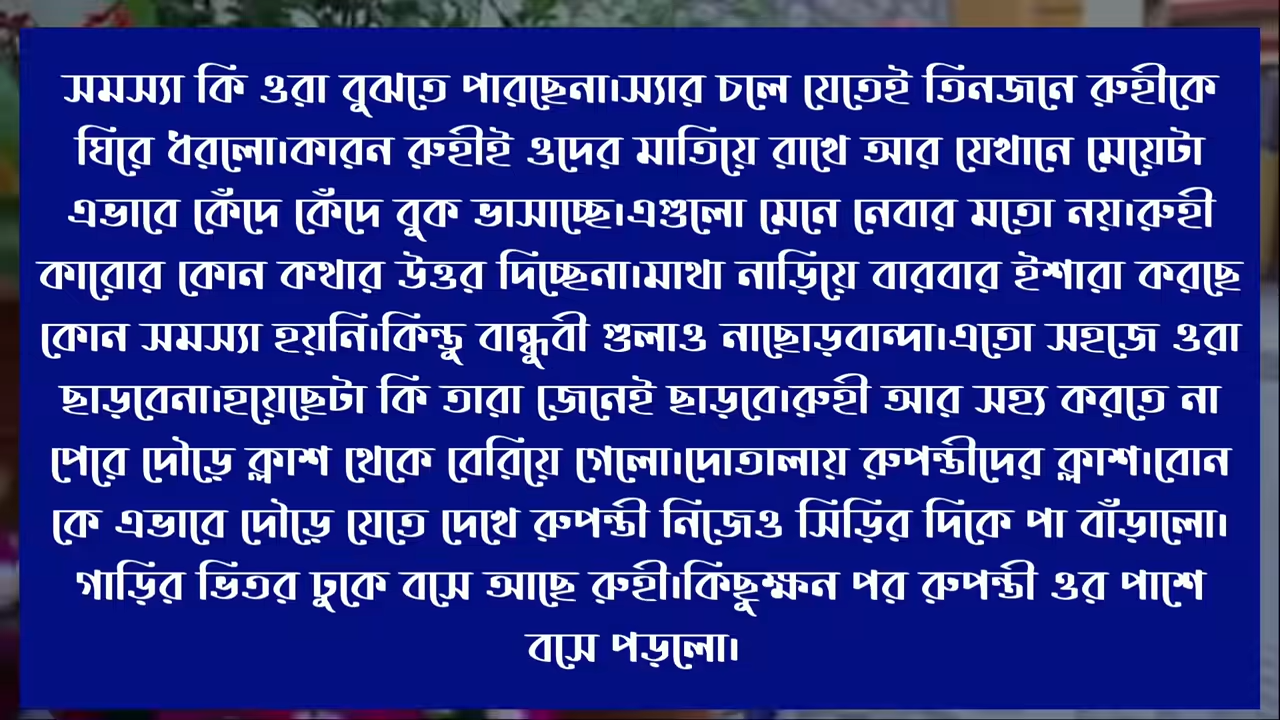 সমস্যা কি ওরা বুঝতে পারছেনা।স্যার চলে যেতেই তিনজনে রুহীকে
ঘিরে ধরলো।কারন রুহীই ওদের মাতিয়ে রাখে আর যেখানে মেয়েটা
এভাবে কেঁদে কেঁদে বুক ভাসাচ্ছে।এগুলো মেনে নেবার মতো নয়।রুহী
কারোর কোন কথার উত্তর দিচ্ছেনা।মাথা নাড়িয়ে বারবার ইশারা করছে
কোন সমস্যা হয়নি।কিন্তু বান্ধুবী গুলাও নাছোড়বান্দা।এতো সহজে ওরা
ছাড়বেনা।হয়েছেটা কি তারা জেনেই ছাড়বে।রুহী আর সহ্য করতে না
পেরে দৌড়ে ক্লাশ থেকে বেরিয়ে গেলো।দোতালায় রুপন্তীদের ক্লাশ।বোন
কে এভাবে দৌড়ে যেতে দেখে রুপন্তী নিজেও সিড়ির দিকে পা বাঁড়ালো।
গাড়ির ভিতর ঢুকে বসে আছে রুহী।কিছুক্ষন পর রুপন্তী ওর পাশে
বসে পড়লো।